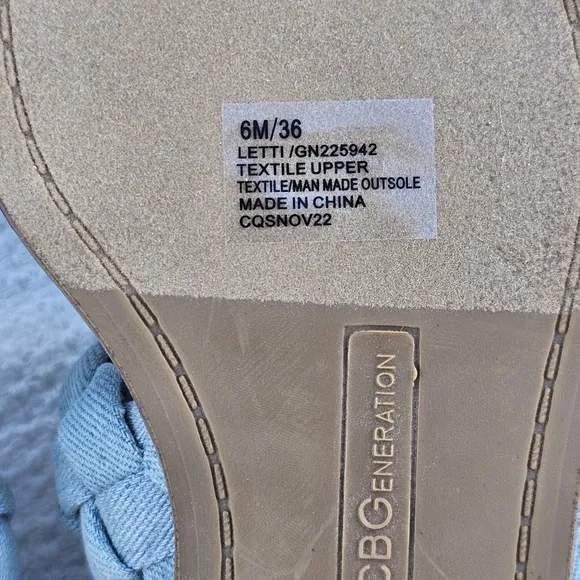 6M/36
LETTI /GN225942
TEXTILE UPPER
TEXTILE/MAN MADE OUTSOLE
MADE IN CHINA
CQSNOV22
CBGENERATION